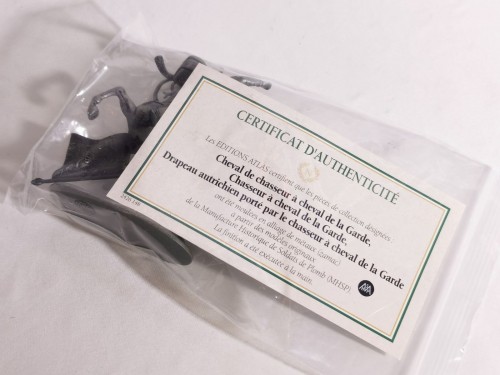 CERTIFICAT D'AUTHENTICITÉ
Les EDITIONS ATLAS certifient que les pièces de collection désignées
Cheval de chasseur à cheval de la Garde.
Chasseur à cheval de la Garde.
Drapeau autrichien porté par le chasseur à cheval de la Garde
ont été moulées en alliage de métaux (zamac)
à partir des modèles originaux
de la Manufacture Historique de Soldats de Plomb (MHSP)
La finition a été exécutée à la main.